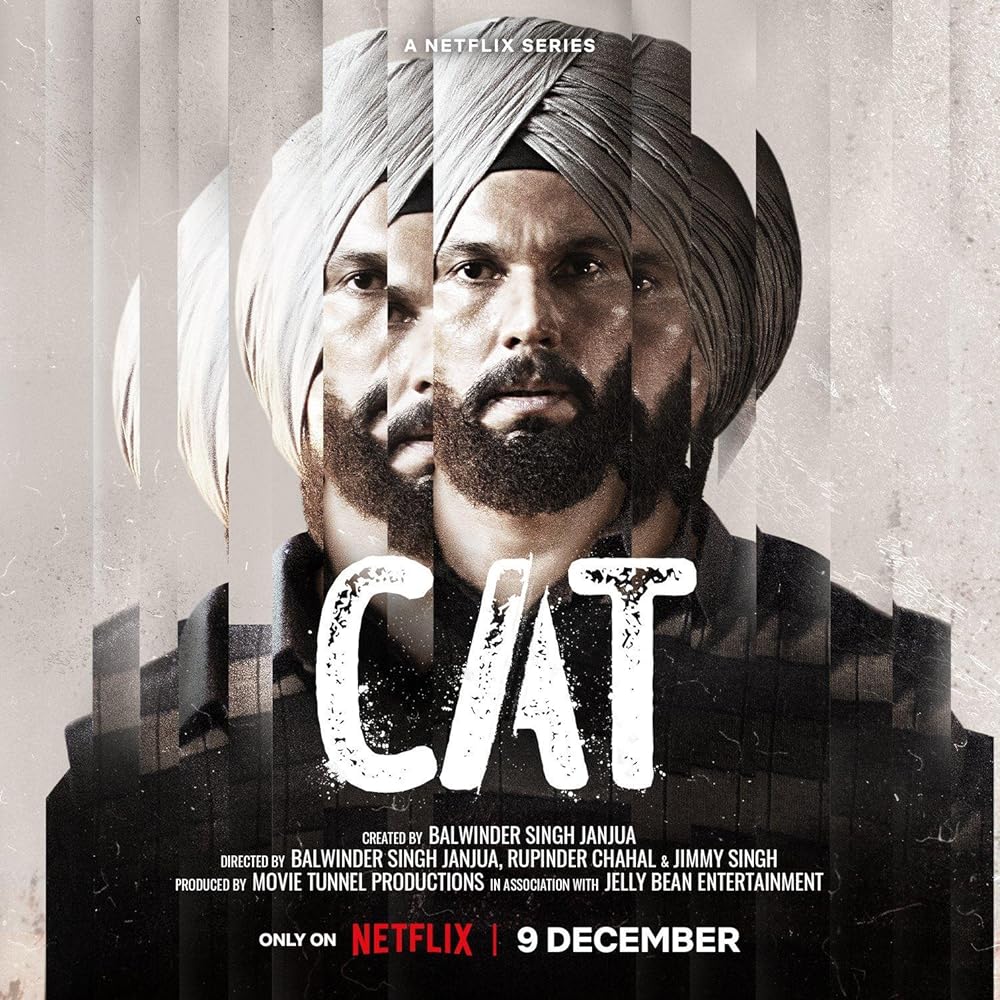 A NETFLIX SERIES
CAT
CREATED BY BALWINDER SINGH JANJUA
DIRECTED BY BALWINDER SINGH JANJUA, RUPINDER CHAHAL & JIMMY SINGH
PRODUCED BY MOVIE TUNNEL PRODUCTIONS IN ASSOCIATION WITH JELLY BEAN ENTERTAINMENT
ONLY ON NETFLIX | 9 DECEMBER